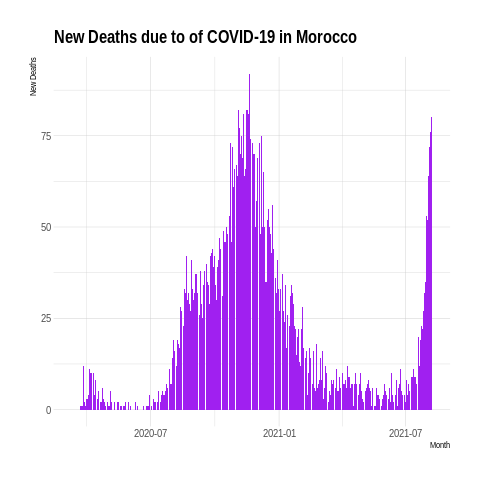 New Deaths due to of COVID-19 in Morocco
New Deaths
75
50
25
0
2020-07
2021-01
2021-07
Month